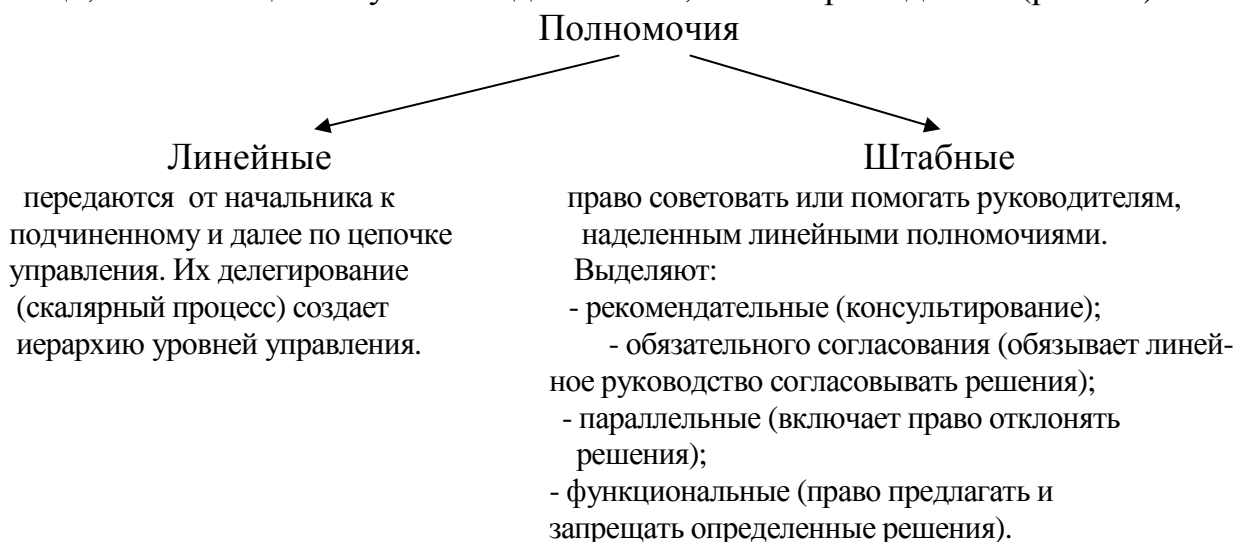 Полномочия
Линейные
передаются от начальника к
подчиненному и далее по цепочке
управления. Их делегирование
(скалярный процесс) создает
иерархию уровней управления.
Штабные
право советовать или помогать руководителям,
наделенным линейными полномочиями.
Выделяют:
- рекомендательные (консультирование);
- обязательного согласования (обязывает линей-
ное руководство согласовывать решения);
- параллельные (включает право отклонять
решения);
- функциональные (право предлагать и
запрещать определенные решения).